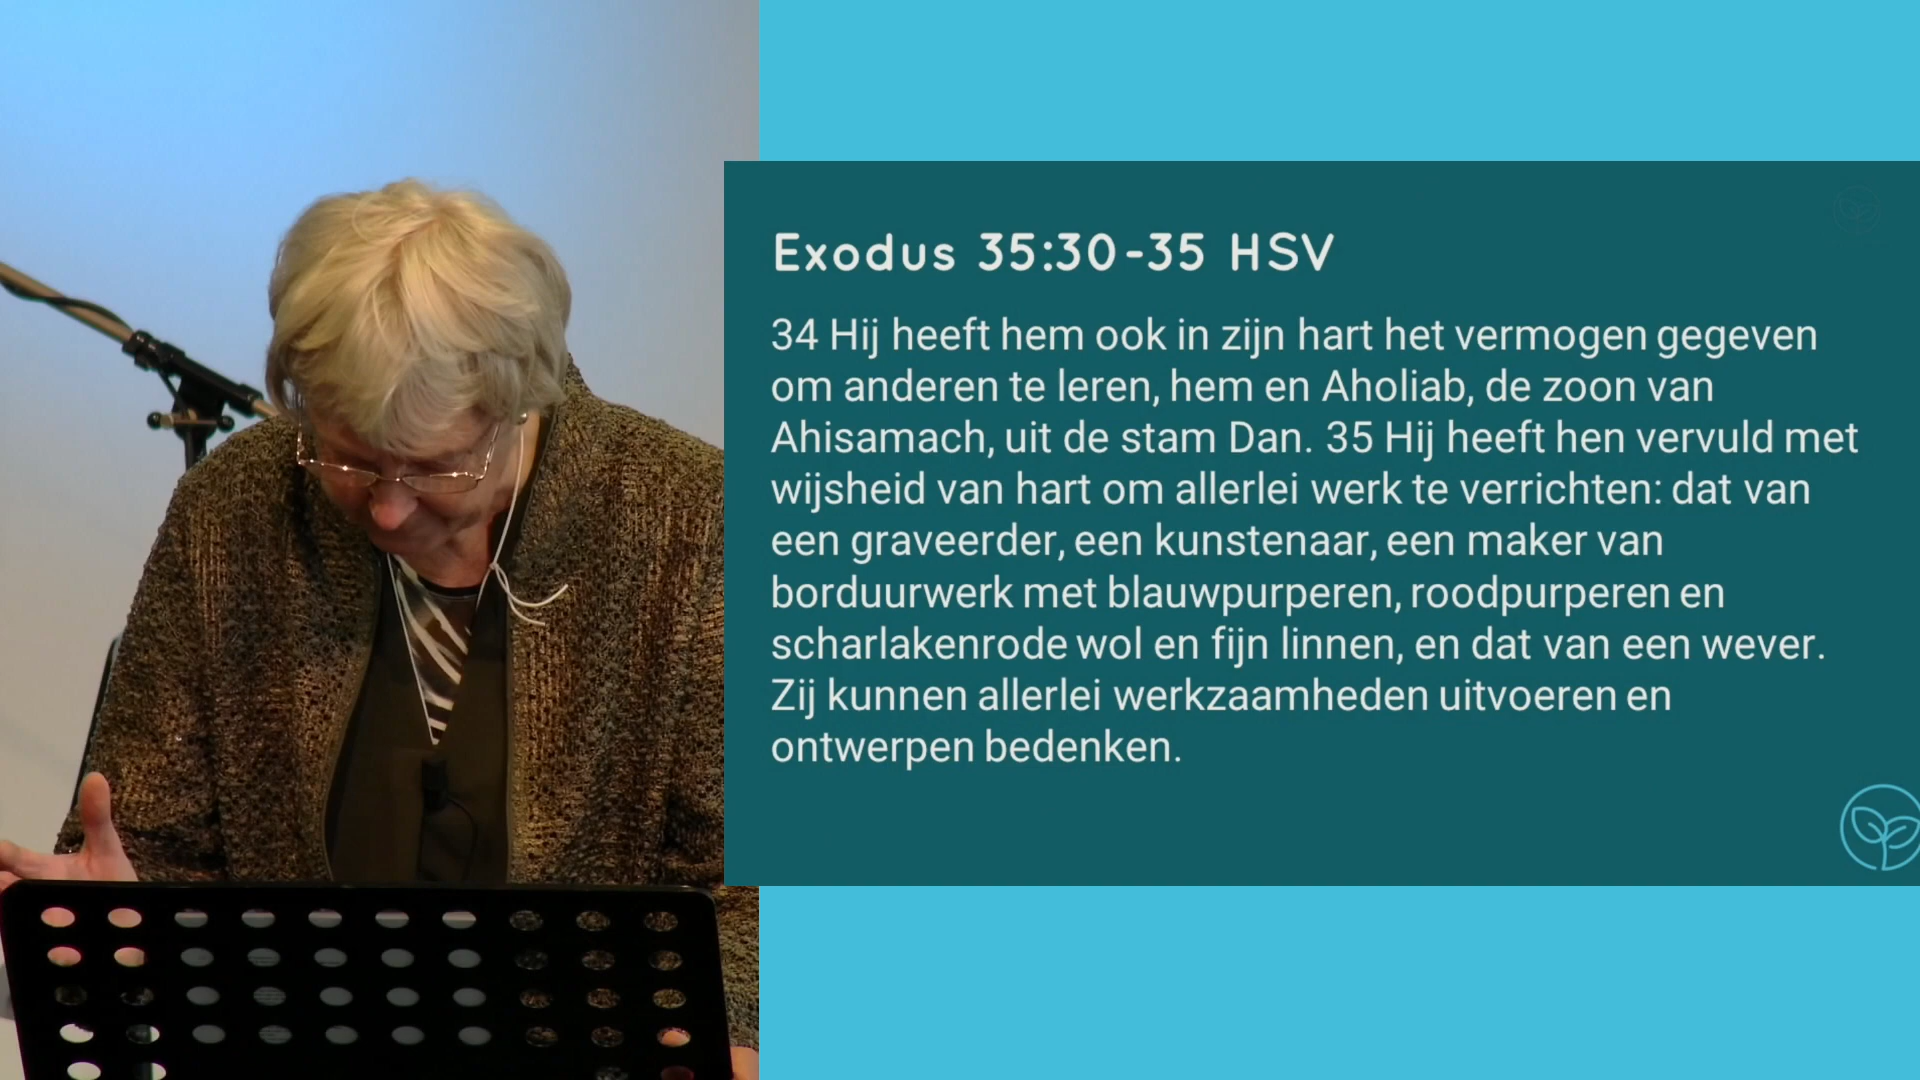 Exodus 35:30-35 HSV
34 Hij heeft hem ook in zijn hart het vermogen gegeven
om anderen te leren, hem en Aholiab, de zoon van
Ahisamach, uit de stam Dan. 35 Hij heeft hen vervuld met
wijsheid van hart om allerlei werk te verrichten: dat van
een graveerder, een kunstenaar, een maker van
borduurwerk met blauwpurperen, roodpurperen en
scharlakenrode wol en fijn linnen, en dat van een wever.
Zij kunnen allerlei werkzaamheden uitvoeren en
ontwerpen bedenken.